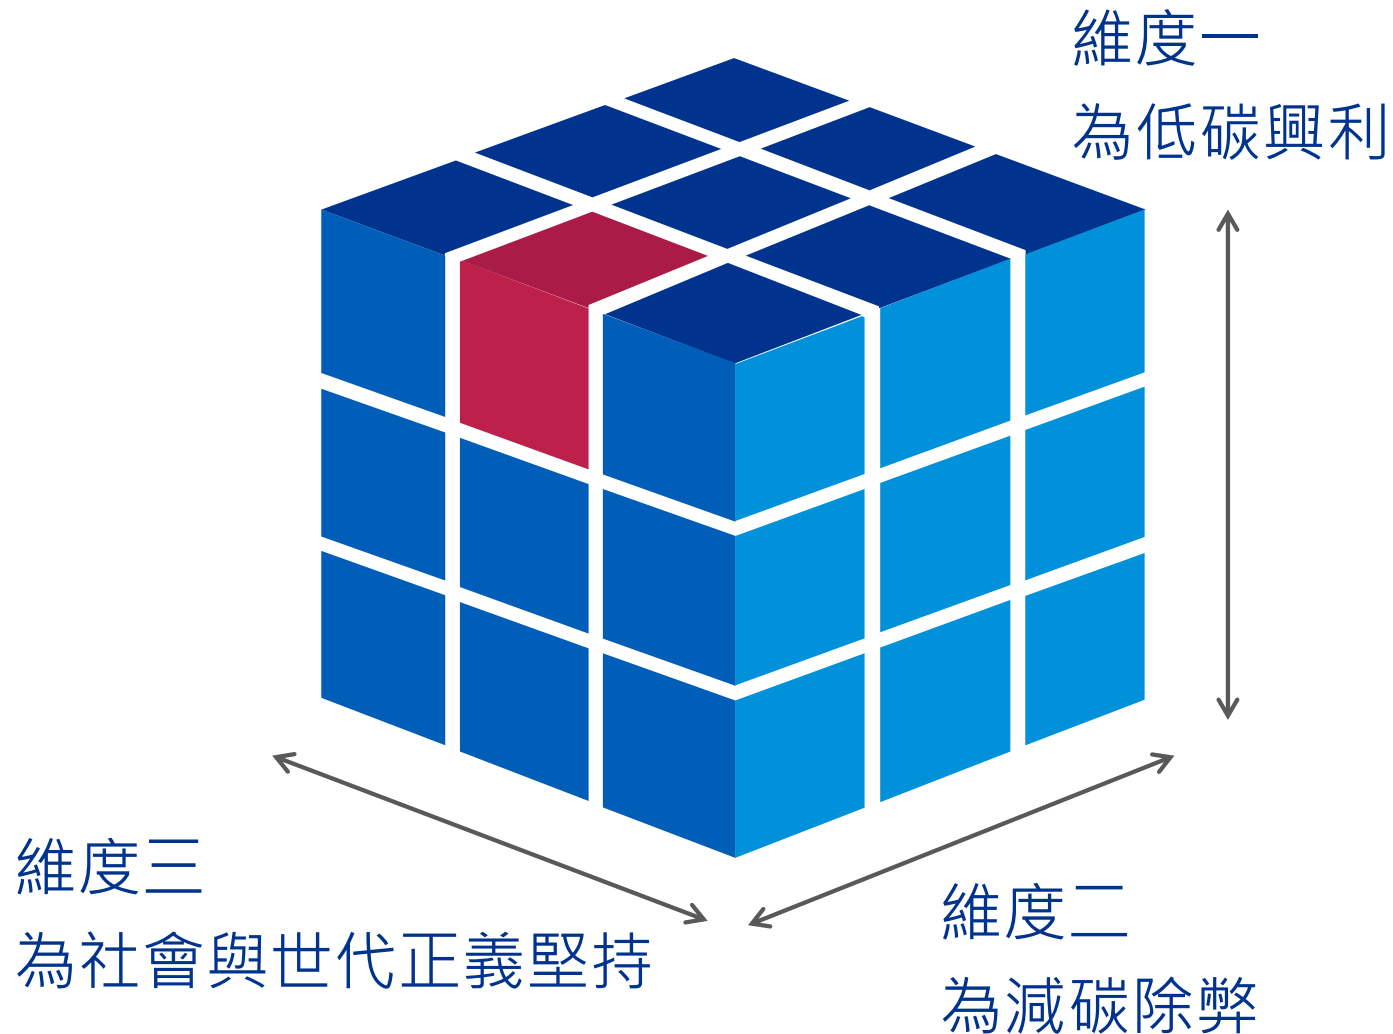 維度一
為低碳興利
維度三
為社會與世代正義堅持
維度二
為減碳除弊